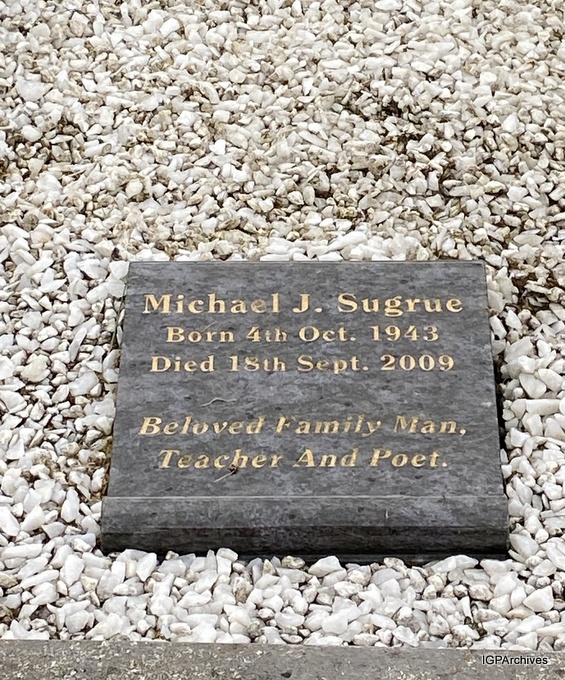 Michael J. Sugrue
Born 4th Oct. 1943
Died 18th Sept. 2009
Beloved Family Man,
Teacher And Poet.
IGPArchives